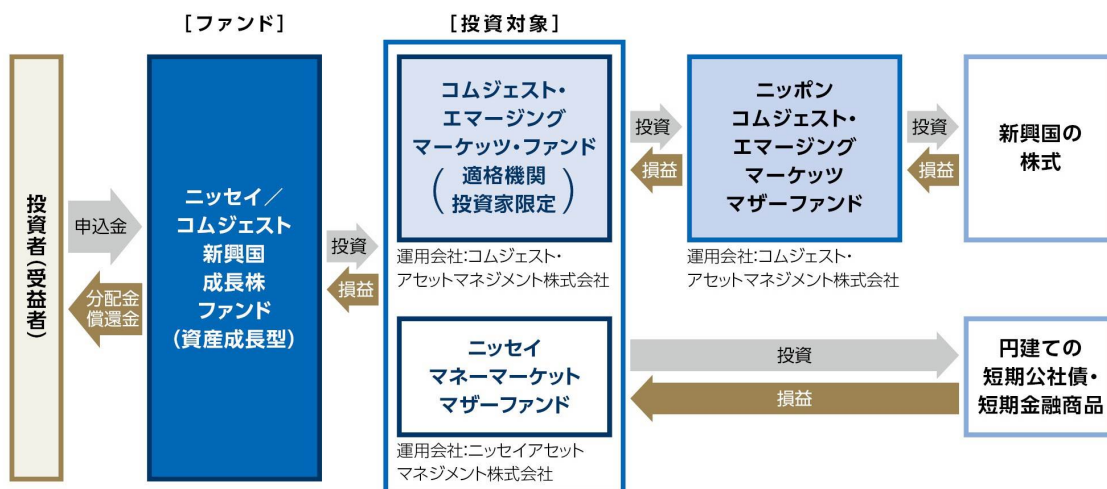 [ファンド]
[投資対象]
投資者(受益者)
申込金
分配金
償還金
ニッセイ/
コムジェスト
新興国
成長株
ファンド
(資産成長型)
投資
損益
コムジェスト・
エマージング
マーケッツ・ファンド
(適格機関
投資家限定)
運用会社:コムジェスト・
アセットマネジメント株式会社
投資
損益
ニッポン
コムジェスト・
エマージング
マーケッツ
マザーファンド
運用会社:コムジェスト・
アセットマネジメント株式会社
投資
損益
新興国の
株式
ニッセイ
マネーマーケット
マザーファンド
運用会社:ニッセイアセット
マネジメント株式会社
投資
損益
円建ての
短期公社債・
短期金融商品